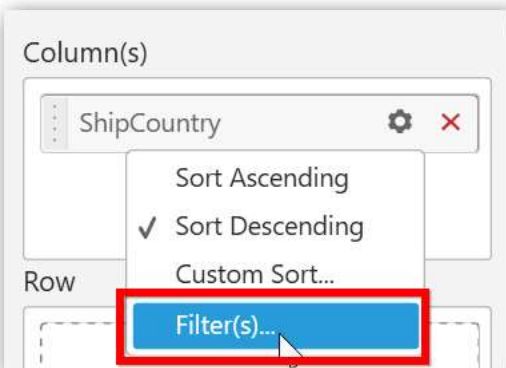 Column(s)
ShipCountry
Sort Ascending
Sort Descending
Custom Sort...
Row
Filter(s)...